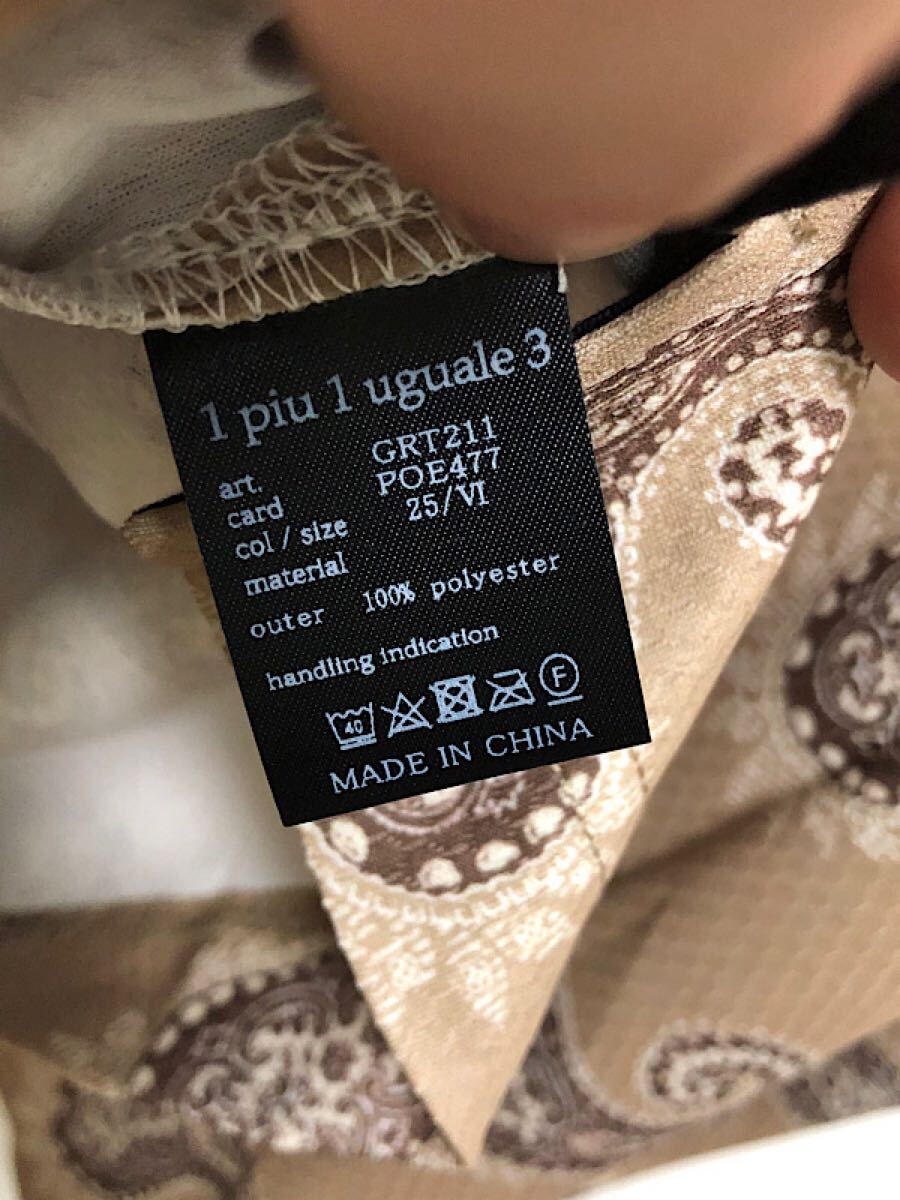 1 piu 1 uguale 3
art. GRT211
card POE477
col / size 25/VI
material
outer 100% polyester
handling indication
40 F
MADE IN CHINA